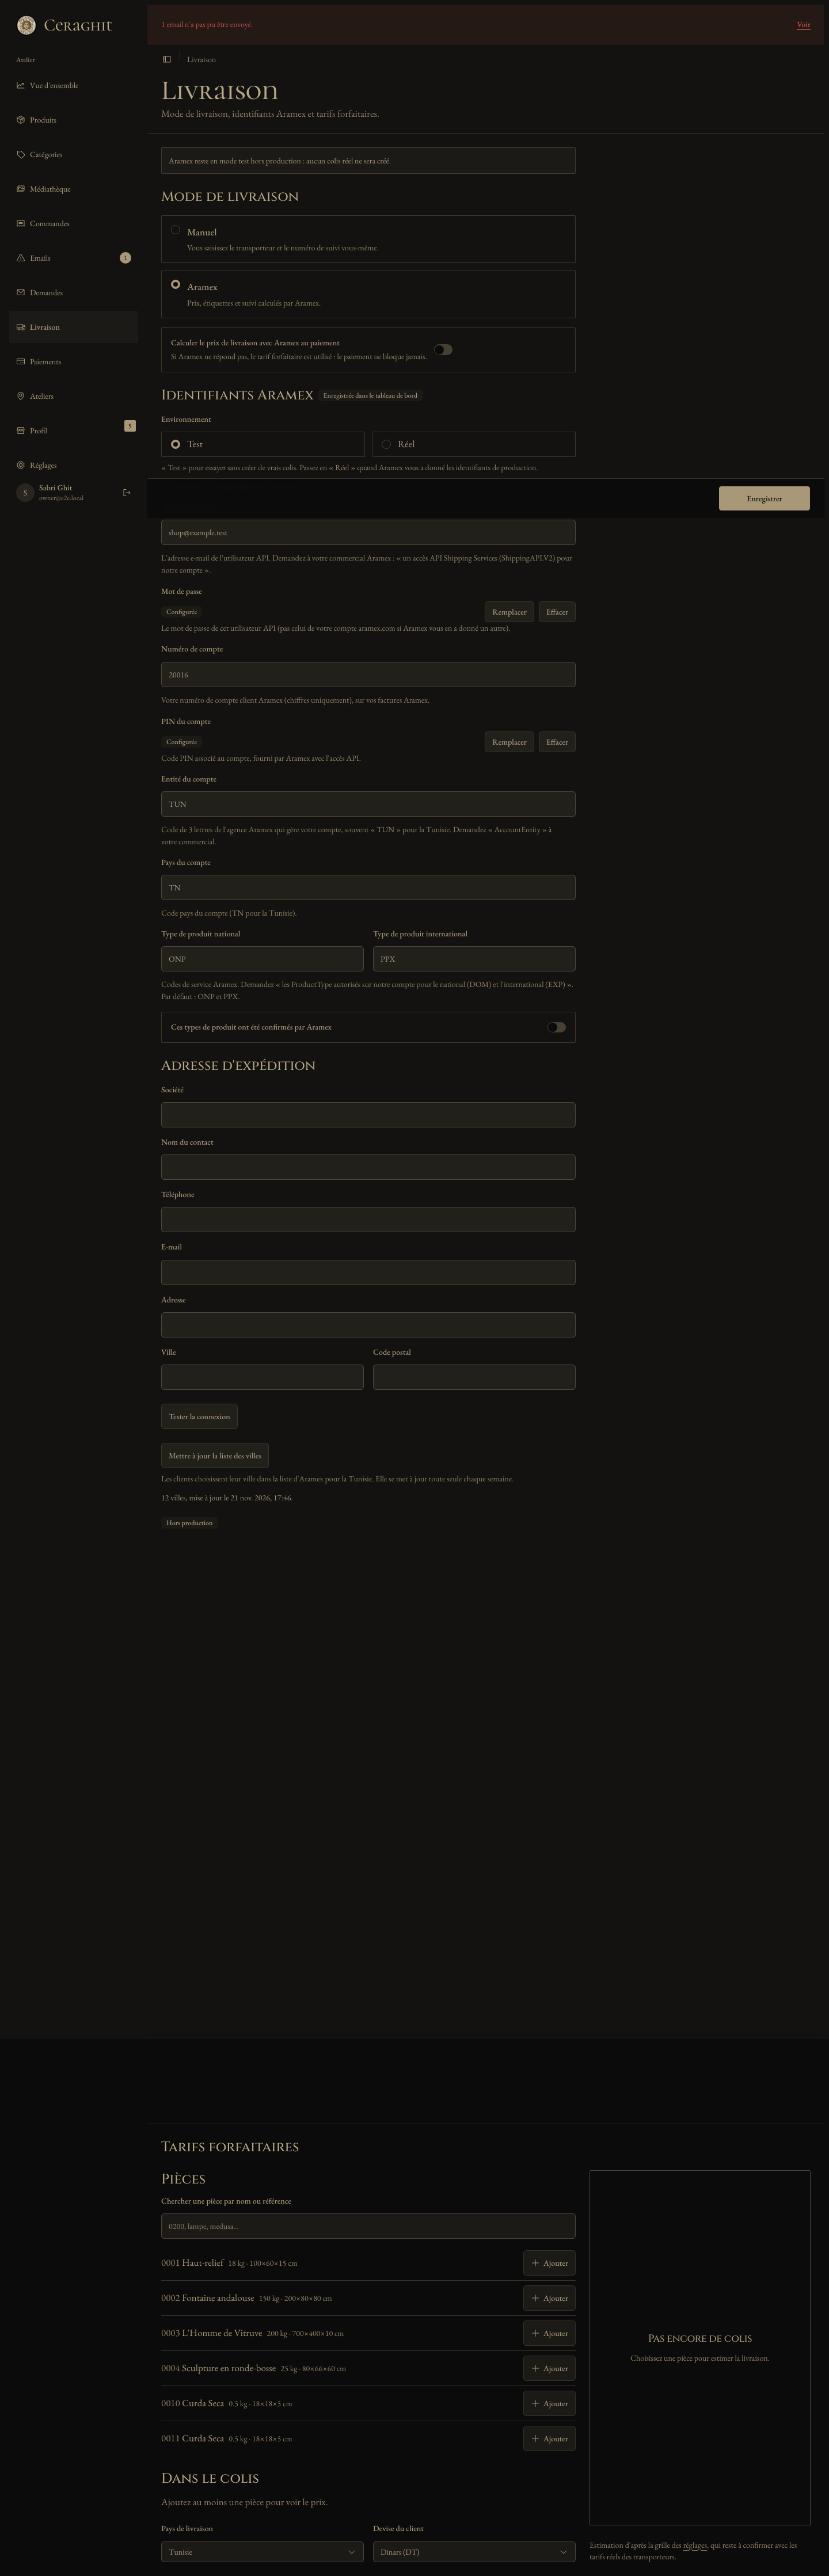 Ceraghit
1 email n'a pas pu être envoyé.
Voir
Atelier
Vue d'ensemble
Produits
Catégories
Médiathèque
Commandes
Emails
1
Demandes
Livraison
Paiements
Ateliers
Profil
5
Réglages
S
Sabri Ghit
owner@e2e.local
Livraison
Livraison
Mode de livraison, identifiants Aramex et tarifs forfaitaires.
Aramex reste en mode test hors production : aucun colis réel ne sera créé.
Mode de livraison
Manuel
Vous saisissez le transporteur et le numéro de suivi vous-même.
Aramex
Prix, étiquettes et suivi calculés par Aramex.
Calculer le prix de livraison avec Aramex au paiement
Si Aramex ne répond pas, le tarif forfaitaire est utilisé : le paiement ne bloque jamais.
Identifiants Aramex
Enregistrée dans le tableau de bord
Environnement
Test
Réel
« Test » pour essayer sans créer de vrais colis. Passez en « Réel » quand Aramex vous a donné les identifiants de production.
Enregistrer
shop@example.test
L'adresse e-mail de l'utilisateur API. Demandez à votre commercial Aramex : « un accès API Shipping Services (ShippingAPI.V2) pour
notre compte ».
Mot de passe
Configurée
Remplacer
Effacer
Le mot de passe de cet utilisateur API (pas celui de votre compte aramex.com si Aramex vous en a donné un autre).
Numéro de compte
20016
Votre numéro de compte client Aramex (chiffres uniquement), sur vos factures Aramex.
PIN du compte
Configurée
Remplacer
Effacer
Code PIN associé au compte, fourni par Aramex avec l'accès API.
Entité du compte
TUN
Code de 3 lettres de l'agence Aramex qui gère votre compte, souvent « TUN » pour la Tunisie. Demandez « AccountEntity » à
votre commercial.
Pays du compte
TN
Code pays du compte (TN pour la Tunisie).
Type de produit national
Type de produit international
ONP
PPX
Codes de service Aramex. Demandez « les ProductType autorisés sur notre compte pour le national (DOM) et l'international (EXP) ».
Par défaut : ONP et PPX.
Ces types de produit ont été confirmés par Aramex
Adresse d'expédition
Société
Nom du contact
Téléphone
E-mail
Adresse
Ville
Code postal
Tester la connexion
Mettre à jour la liste des villes
Les clients choisissent leur ville dans la liste d'Aramex pour la Tunisie. Elle se met à jour toute seule chaque semaine.
12 villes, mise à jour le 21 nov. 2026, 17:46.
Hors production
Tarifs forfaitaires
Pièces
Chercher une pièce par nom ou référence
0200, lampe, medusa…
0001 Haut-relief 18 kg · 100×60×15 cm
Ajouter
0002 Fontaine andalouse 150 kg · 200×80×80 cm
Ajouter
0003 L'Homme de Vitruve 200 kg · 700×400×10 cm
Ajouter
0004 Sculpture en ronde-bosse 25 kg · 80×66×60 cm
Ajouter
0010 Curda Seca 0.5 kg · 18×18×5 cm
Ajouter
0011 Curda Seca 0.5 kg · 18×18×5 cm
Ajouter
Dans le colis
Ajoutez au moins une pièce pour voir le prix.
Pays de livraison
Devise du client
Tunisie
Dinars (DT)
Pas encore de colis
Choisissez une pièce pour estimer la livraison.
Estimation d'après la grille des réglages, qui reste à confirmer avec les
tarifs réels des transporteurs.